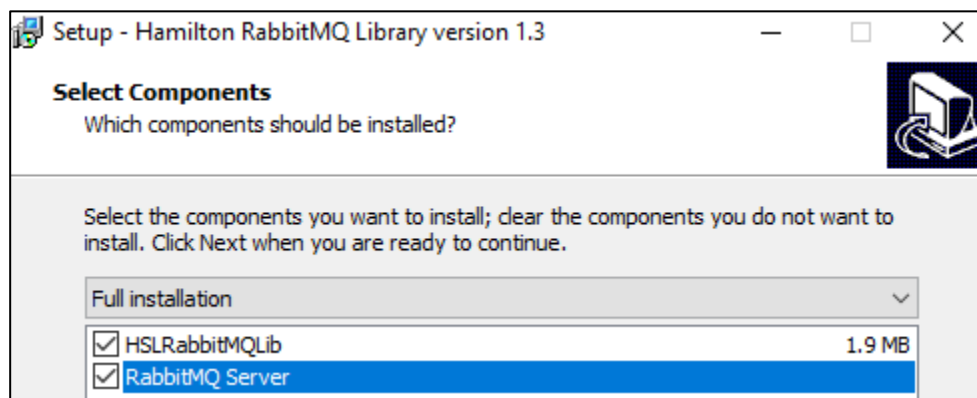 Setup - Hamilton RabbitMQ Library version 1.3
Select Components
Which components should be installed?
Select the components you want to install; clear the components you do not want to
install. Click Next when you are ready to continue.
Full installation
HSLRabbitMQLib 1.9 MB
RabbitMQ Server